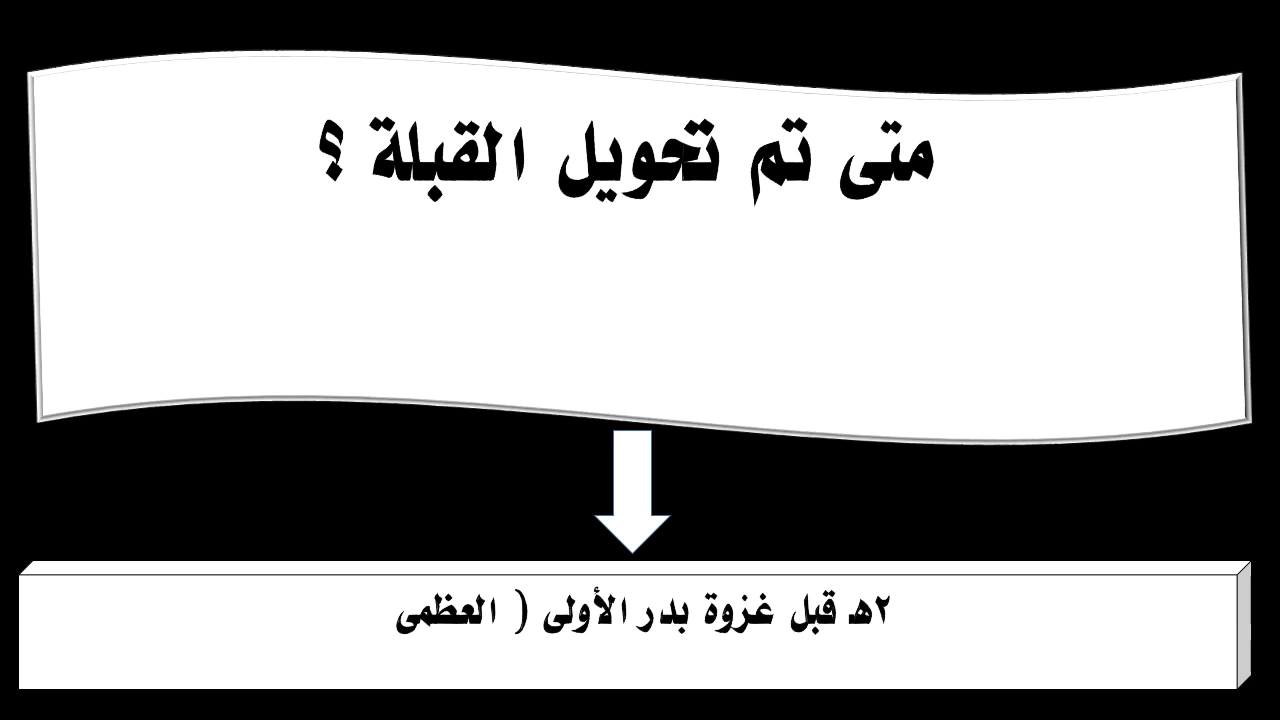 متى تم تحويل القبلة ؟
٢هـ قبل غزوة بدر الأولى ( العظمى